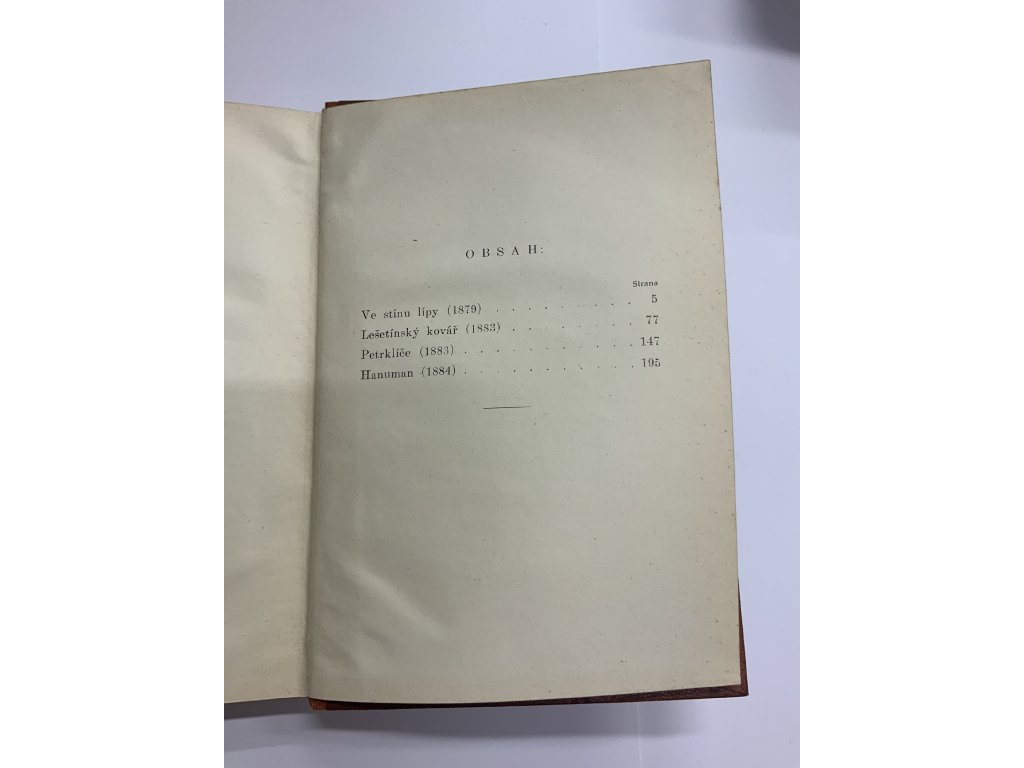 OBSAH:
Strana
Ve stínu lípy (1879) . . . . . . . . 5
Lešetínský kovář (1883) . . . . . . . 77
Petrklíče (1883) . . . . . . . . . 147
Hanuman (1884) . . . . . . . . . 195